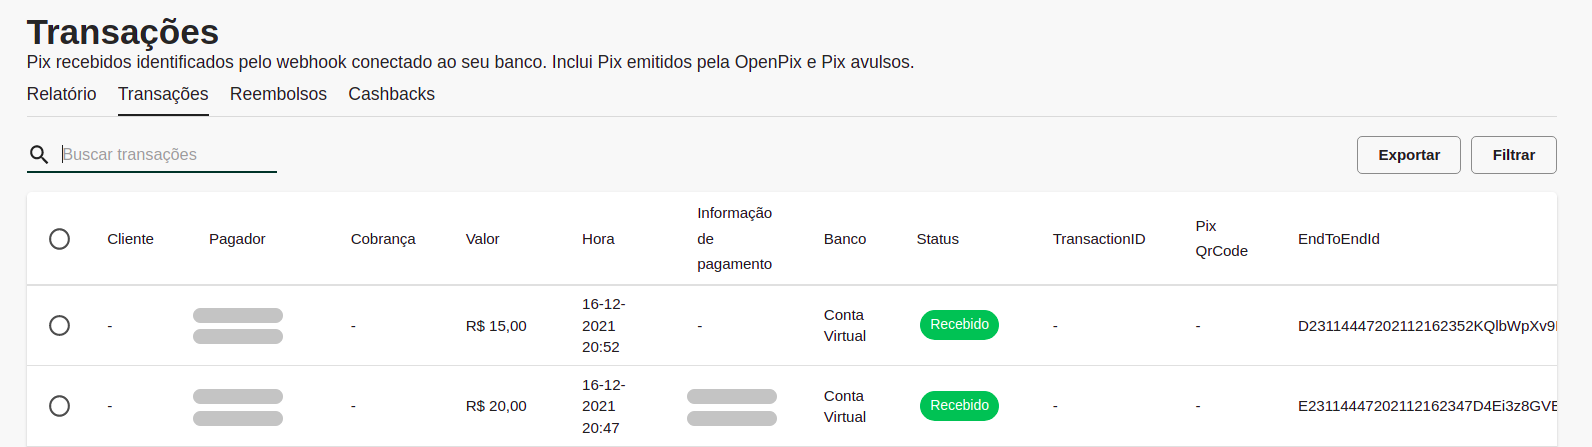 Transações
Pix recebidos identificados pelo webhook conectado ao seu banco. Inclui Pix emitidos pela OpenPix e Pix avulsos.
Relatório Transações Reembolsos Cashbacks
Buscar transações
Exportar Filtrar
Cliente Pagador Cobrança Valor Hora Informação de pagamento Banco Status TransactionID Pix QrCode EndToEndId
- - R$ 15,00 16-12-2021 20:52 - Conta Virtual Recebido - - D23114447202112162352KQlbWpXv9
- - R$ 20,00 16-12-2021 20:47 Conta Virtual Recebido - - E23114447202112162347D4Ei3z8GV